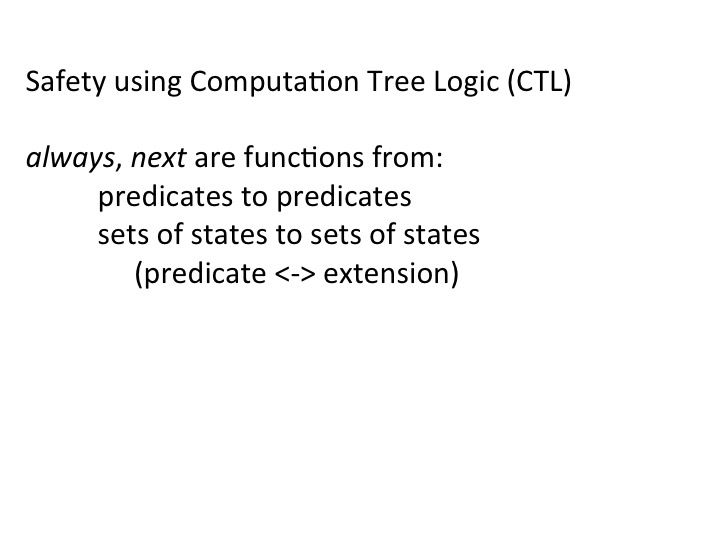 Safety using Computation Tree Logic (CTL)
always, next are functions from:
predicates to predicates
sets of states to sets of states
(predicate <-> extension)